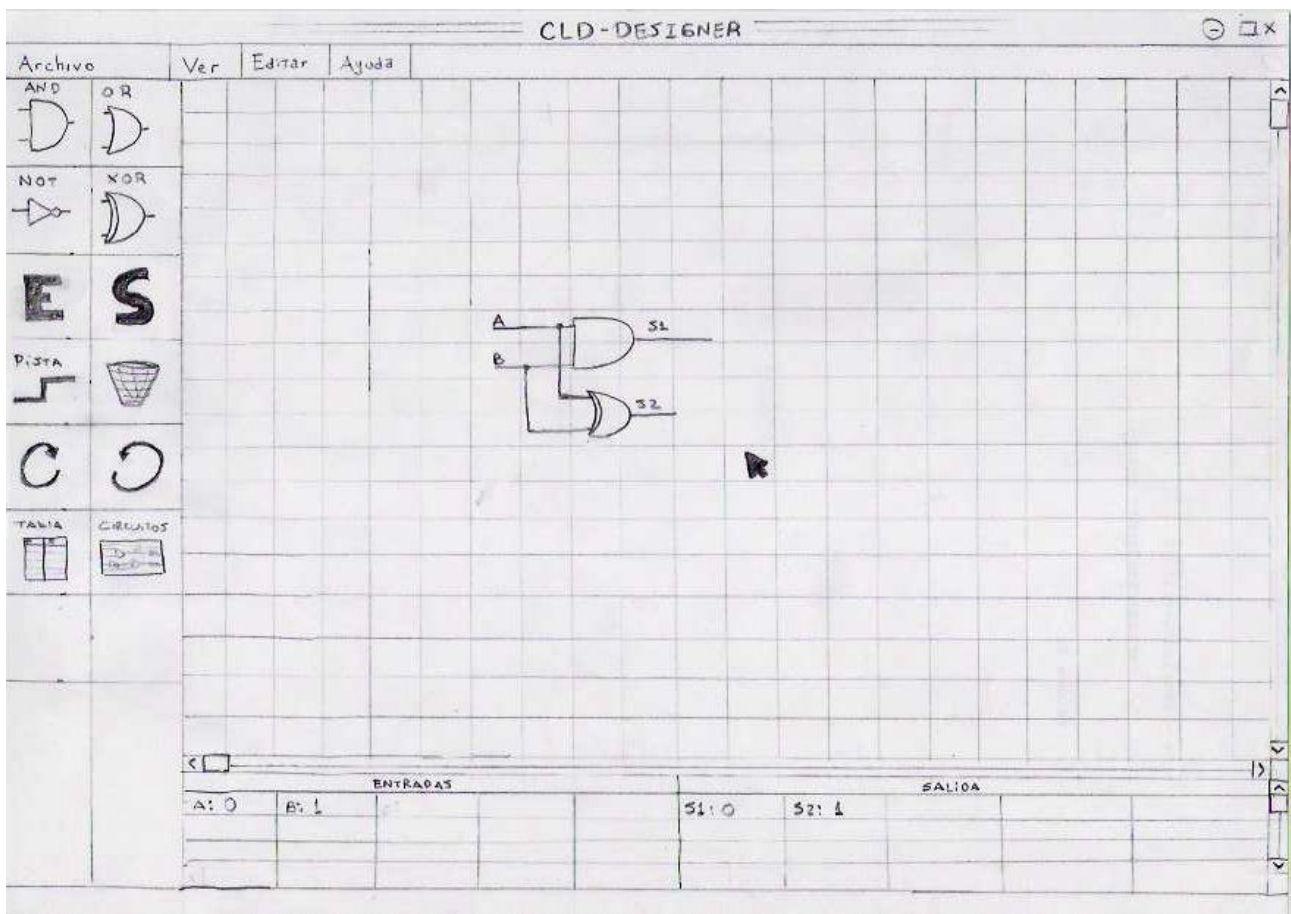 CLD-DESIGNER
Archivo Ver Editar Ayuda
AND OR
NOT XOR
E S
PiSTA
TABLA CIRCUITOS
A
S1
B
S2
ENTRADAS SALiDA
A: 0 B: 1 S1: 0 S2: 1